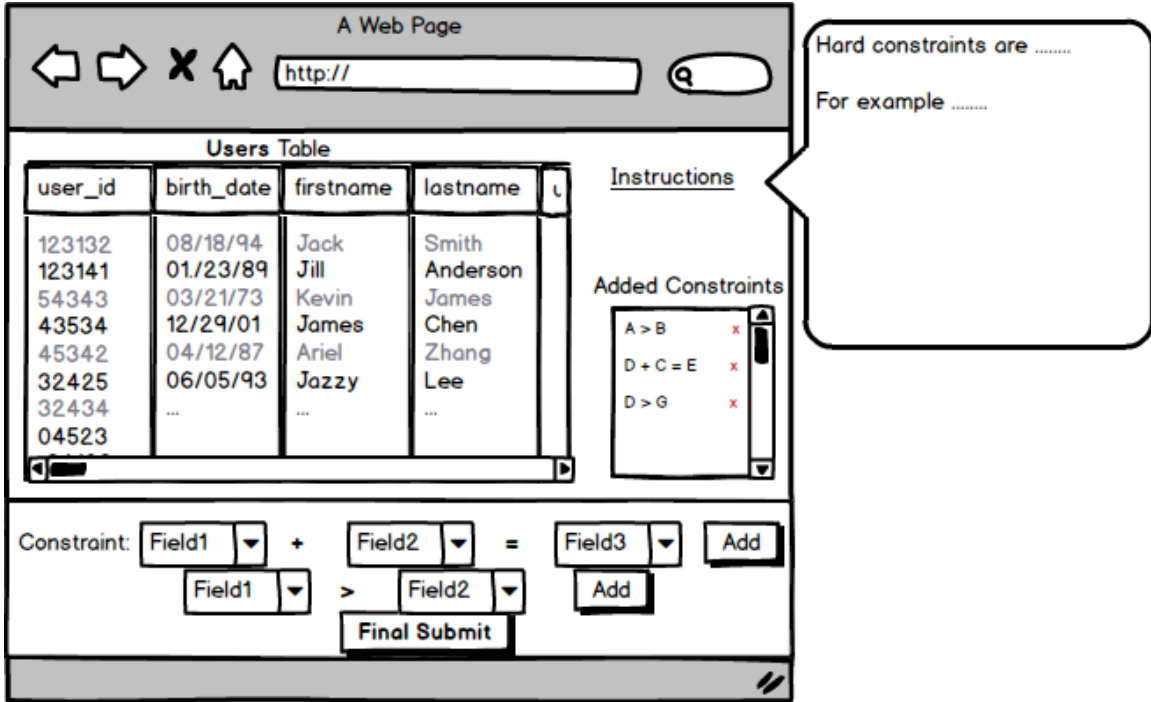 A Web Page
http://
Hard constraints are ........
For example ........
Users Table
Instructions
user_id birth_date firstname lastname
123132 08/18/94 Jack Smith
123141 01./23/89 Jill Anderson
54343 03/21/73 Kevin James
43534 12/29/01 James Chen
45342 04/12/87 Ariel Zhang
32425 06/05/93 Jazzy Lee
32434 ... ... ...
04523
Added Constraints
A > B x
D + C = E x
D > G x
Constraint: Field1 + Field2 = Field3 Add
Field1 > Field2 Add
Final Submit